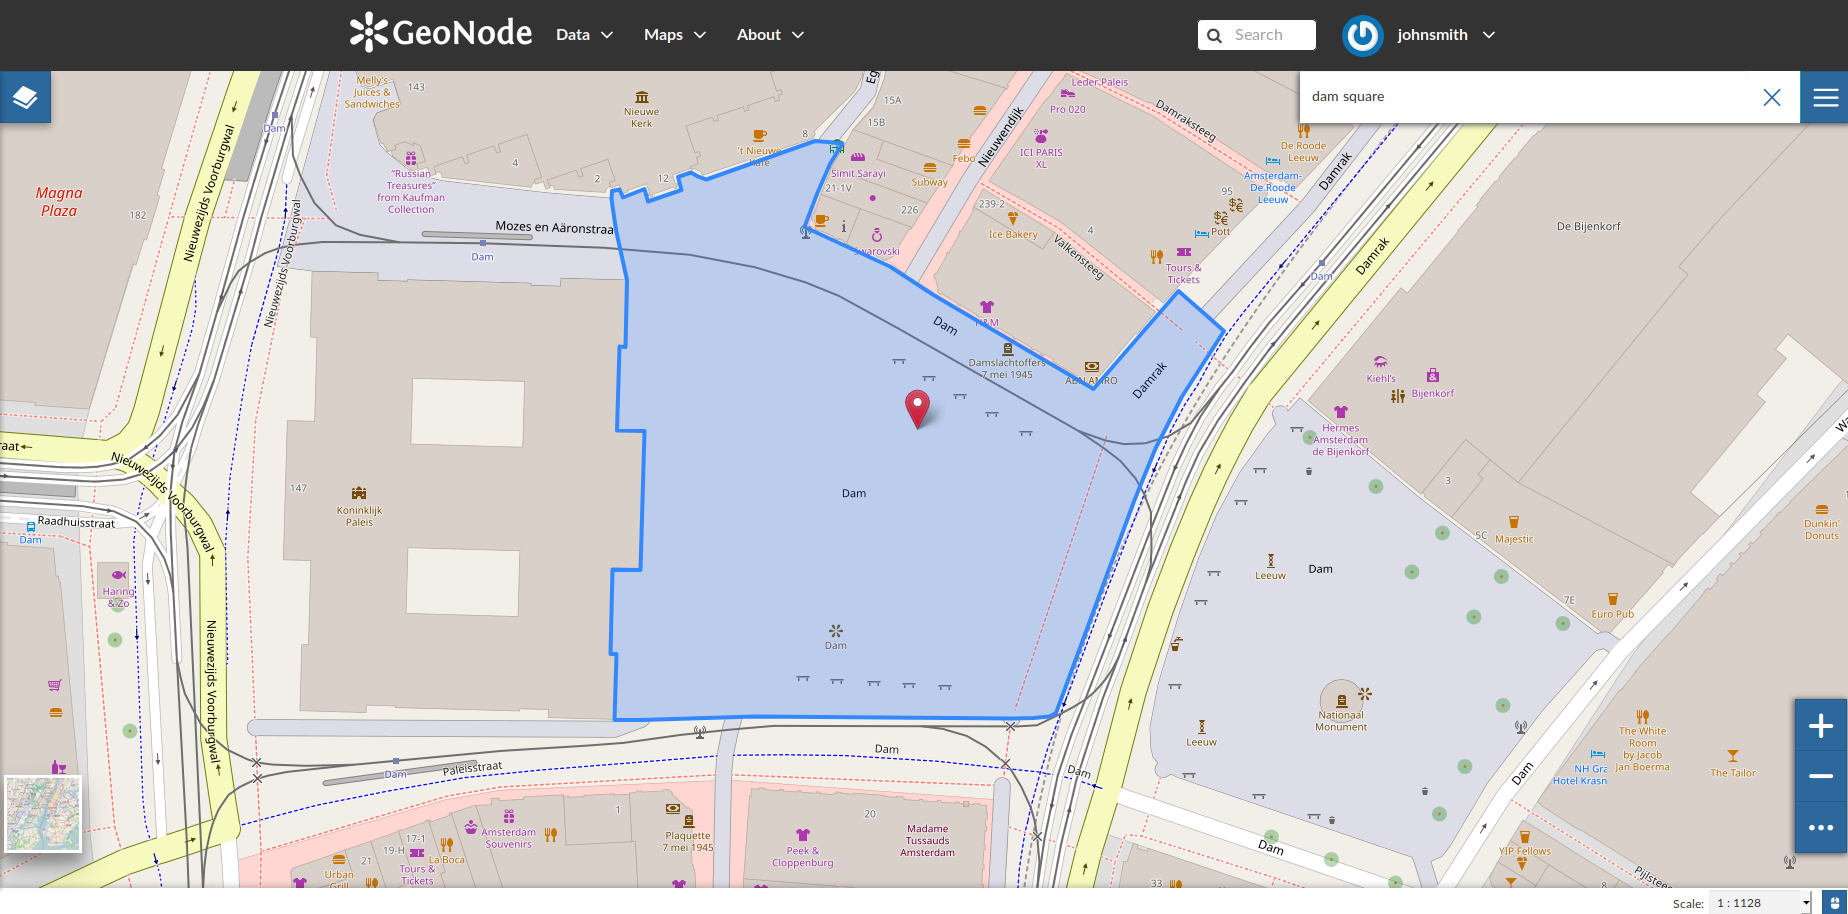 GeoNode Data Maps About Search johnsmith
dam square
Melly's
Juices &
Sandwiches
143
Nieuwe
Kerk
15A
15B
Leder Paleis
Pro 020
Damraksteeg
Dam
Nieuwezijds Voorburgwal
4
2
12
8
't Nieuwe
Kafé
Simit Sarayi
21-1V
Febo
Subway
Nieuwendijk
ICI PARIS
XL
De Roode
Leeuw
Amsterdam-
De Roode
Leeuw
Damrak
Magna
Plaza
182
"Russian
Treasures"
from Kaufman
Collection
Nieuwezijds Voorburgwal
Mozes en Aäronstraat
Dam
226
Swarovski
239-2
Ice Bakery
4
Valkensteeg
95
Pott
Tours &
Tickets
Dam
Damrak
De Bijenkorf
H&M
Dam
Damslachtoffers
7 mei 1945
ABN AMRO
Damrak
Kiehl's
Bijenkorf
Hermes
Amsterdam
de Bijenkorf
raat
Nieuwezijds Voorburgwal
Raadhuisstraat
Dam
147
Koninklijk
Paleis
Dam
3
5C
Majestic
Dunkin'
Donuts
Haring
& Zo
Leeuw
Dam
7E
Euro Pub
Nieuwezijds Voorburgwal
Dam
Nationaal
Monument
Leeuw
The White
Room
by Jacob
Jan Boerma
NH Gra
Hotel Krasn
The Tailor
Dam
Dam
Paleisstraat
Dam
Dam
Dam
1
20
17-1
19-H
21
Amsterdam
Souvenirs
La Boca
Urban
Grill
Tours &
Tickets
Plaquette
7 mei 1945
Peek &
Cloppenburg
Madame
Tussauds
Amsterdam
33
YIP Fellows
8
Pijlstee
Scale: 1 : 1128